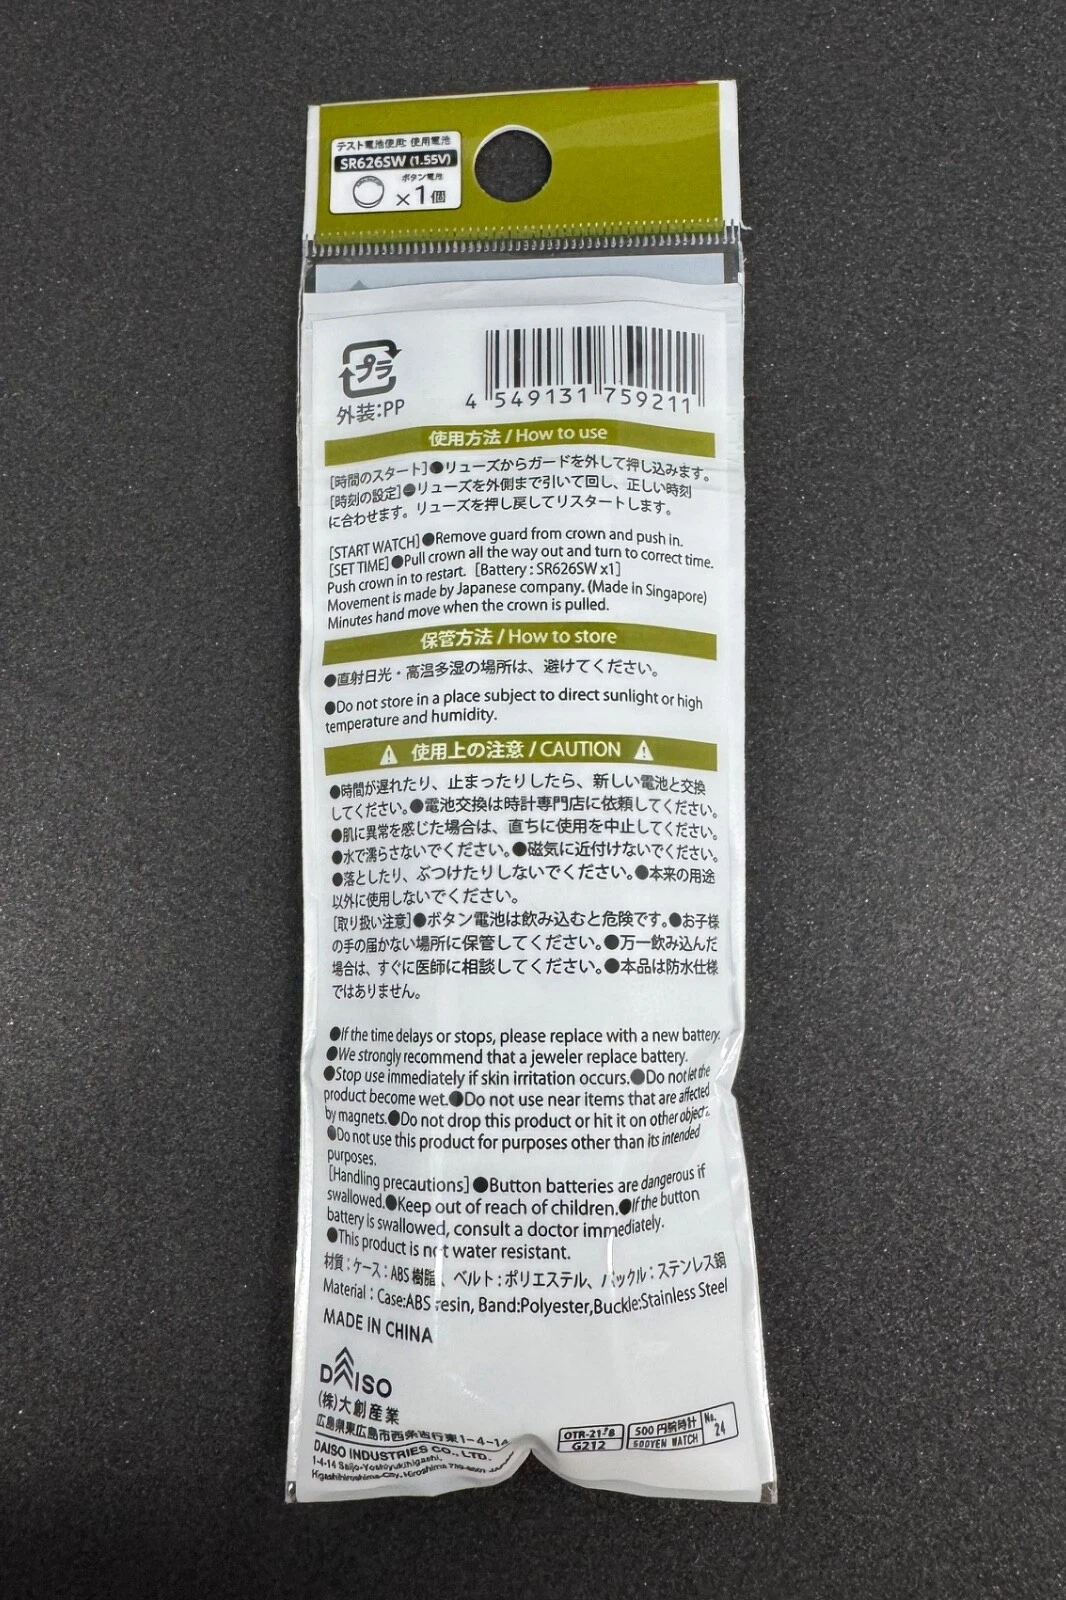 テスト電池使用: 使用電池
SR626SW (1.55V)
ボタン電池
×1個
プラ
外装:PP
4 549131 759211
使用方法 / How to use
[時間のスタート]●リューズからガードを外して押し込みます。
[時刻の設定]●リューズを外側まで引いて回し、正しい時刻
に合わせます。リューズを押し戻してリスタートします。
[START WATCH]●Remove guard from crown and push in.
[SET TIME]●Pull crown all the way out and turn to correct time.
Push crown in to restart. [Battery : SR626SW x1]
Movement is made by Japanese company. (Made in Singapore)
Minutes hand move when the crown is pulled.
保管方法 / How to store
●直射日光・高温多湿の場所は、避けてください。
●Do not store in a place subject to direct sunlight or high
temperature and humidity.
使用上の注意 / CAUTION
●時間が遅れたり、止まったりしたら、新しい電池と交換
してください。●電池交換は時計専門店に依頼してください。
●肌に異常を感じた場合は、直ちに使用を中止してください。
●水で濡らさないでください。●磁気に近付けないでください。
●落としたり、ぶつけたりしないでください。●本来の用途
以外に使用しないでください。
[取り扱い注意]●ボタン電池は飲み込むと危険です。●お子様
の手の届かない場所に保管してください。●万一飲み込んだ
場合は、すぐに医師に相談してください。●本品は防水仕様
ではありません。
●If the time delays or stops, please replace with a new battery.
●We strongly recommend that a jeweler replace battery.
●Stop use immediately if skin irritation occurs.●Do not let the
product become wet.●Do not use near items that are affected
by magnets.●Do not drop this product or hit it on other objects.
●Do not use this product for purposes other than its intended
purposes.
[Handling precautions]●Button batteries are dangerous if
swallowed.●Keep out of reach of children.●If the button
battery is swallowed, consult a doctor immediately.
●This product is not water resistant.
材質:ケース:ABS樹脂、ベルト:ポリエステル、バックル:ステンレス鋼
Material : Case:ABS resin, Band:Polyester,Buckle:Stainless Steel
MADE IN CHINA
DAISO
(株)大創産業
広島県東広島市西条吉行東1-4-14
DAISO INDUSTRIES CO., LTD.
1-4-14 Saijo-Yoshiyukihigashi,
Higashihiroshima-City, Hiroshima
G212
500円腕時計
500YEN WATCH
No.
24